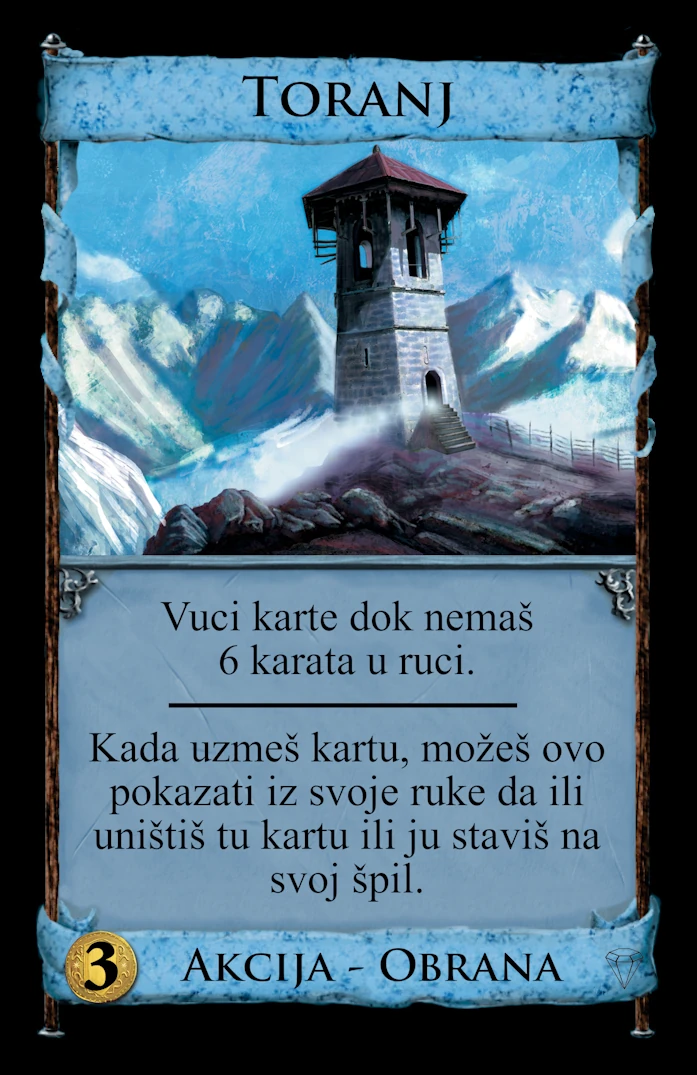 Toranj
Vuci karte dok nemaš
6 karata u ruci.
Kada uzmeš kartu, možeš ovo
pokazati iz svoje ruke da ili
uništiš tu kartu ili ju staviš na
svoj špil.
3 Akcija - Obrana